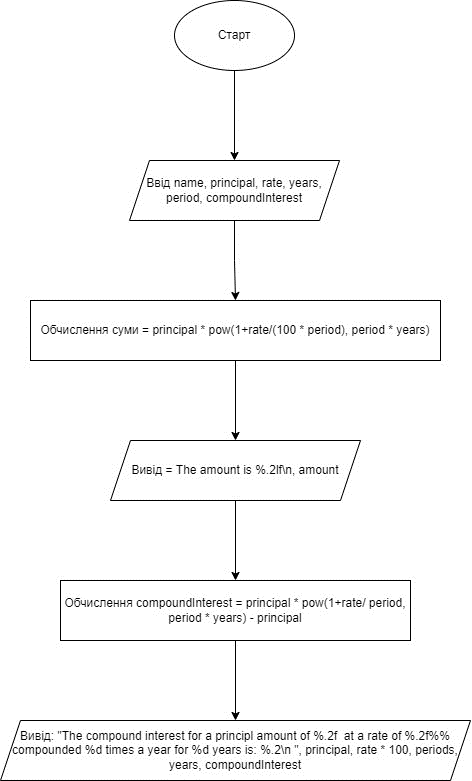 Старт
Ввід name, principal, rate, years,
period, compoundInterest
Обчислення суми = principal * pow(1+rate/(100 * period), period * years)
Вивід = The amount is %.2lf\n, amount
Обчислення compoundInterest = principal * pow(1+rate/ period,
period * years) - principal
Вивід: "The compound interest for a principl amount of %.2f at a rate of %.2f%%
compounded %d times a year for %d years is: %.2\n ", principal, rate * 100, periods,
years, compoundInterest